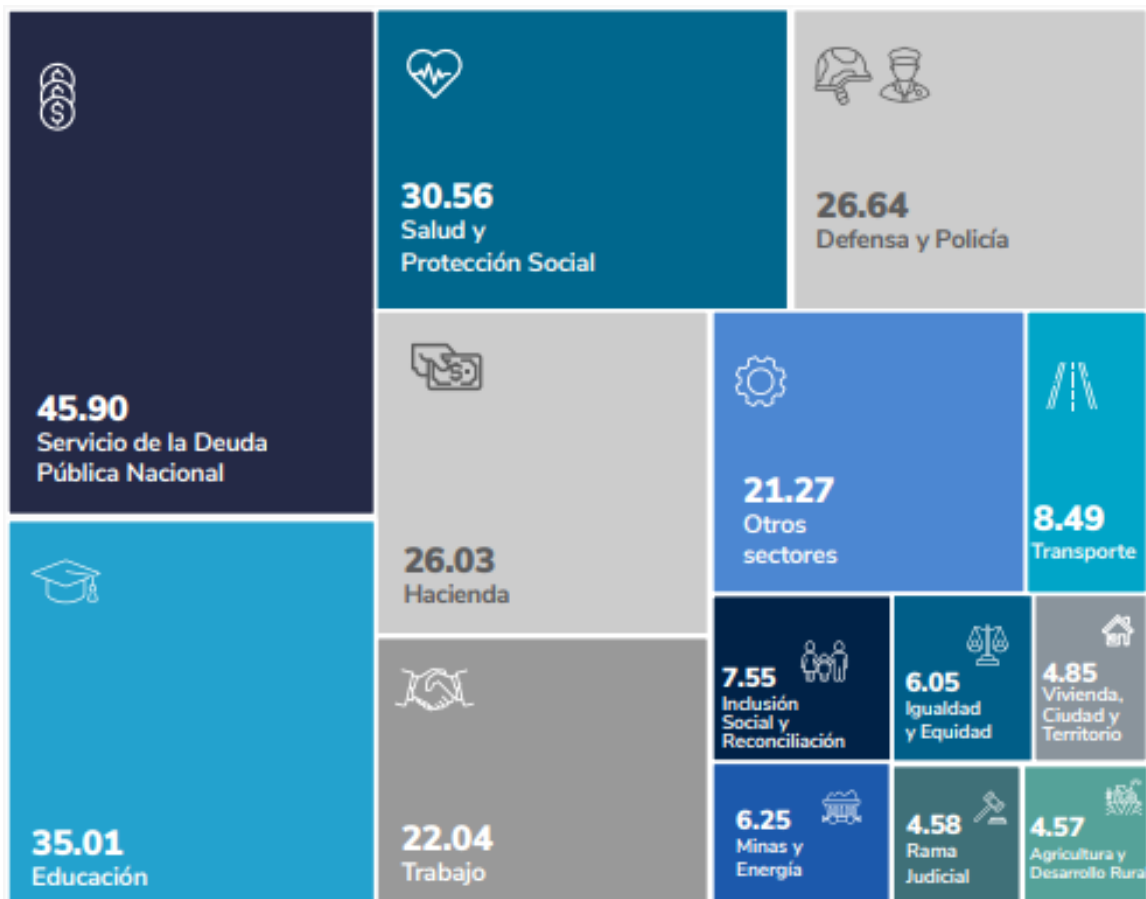 45.90
Servicio de la Deuda
Pública Nacional
30.56
Salud y
Protección Social
26.64
Defensa y Policía
26.03
Hacienda
21.27
Otros
sectores
8.49
Transporte
35.01
Educación
22.04
Trabajo
7.55
Inclusión
Social y
Reconciliación
6.05
Igualdad
y Equidad
4.85
Vivienda,
Ciudad y
Territorio
6.25
Minas y
Energía
4.58
Rama
Judicial
4.57
Agricultura y
Desarrollo Rural